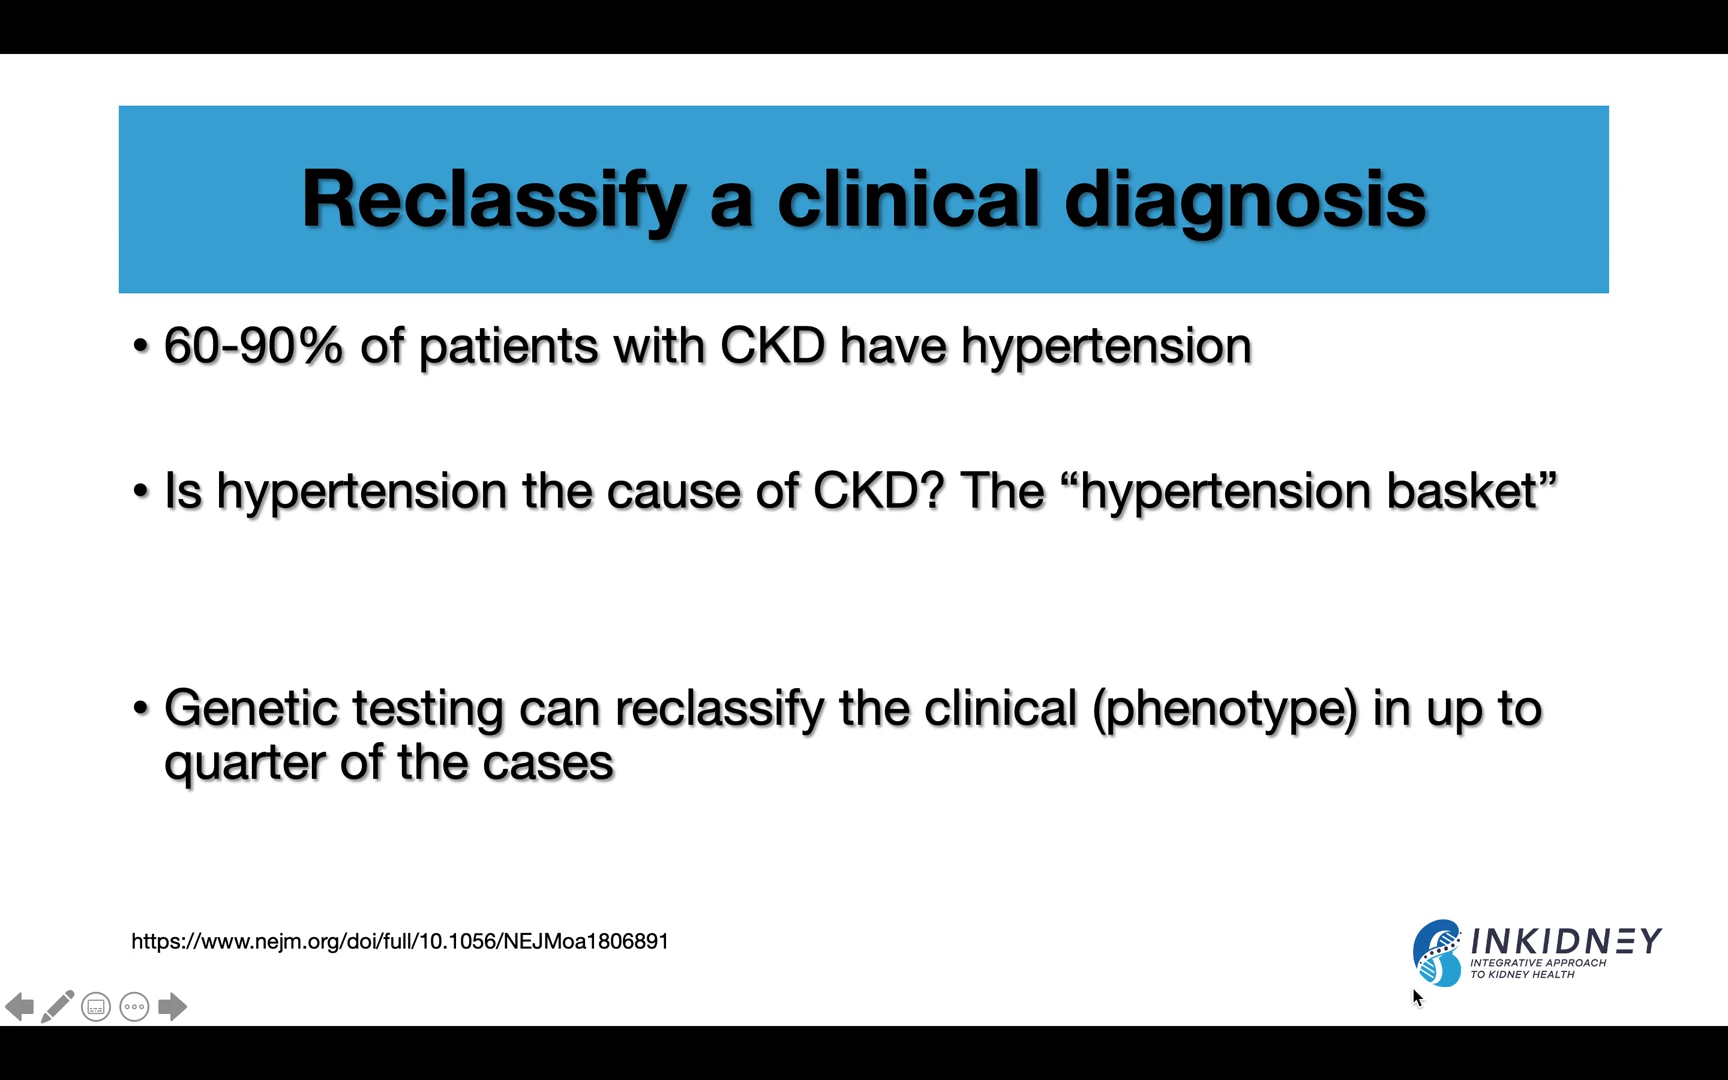 Reclassify a clinical diagnosis
• 60-90% of patients with CKD have hypertension
• Is hypertension the cause of CKD? The “hypertension basket”
• Genetic testing can reclassify the clinical (phenotype) in up to
quarter of the cases
https://www.nejm.org/doi/full/10.1056/NEJMoa1806891
INKIDNEY
INTEGRATIVE APPROACH
TO KIDNEY HEALTH